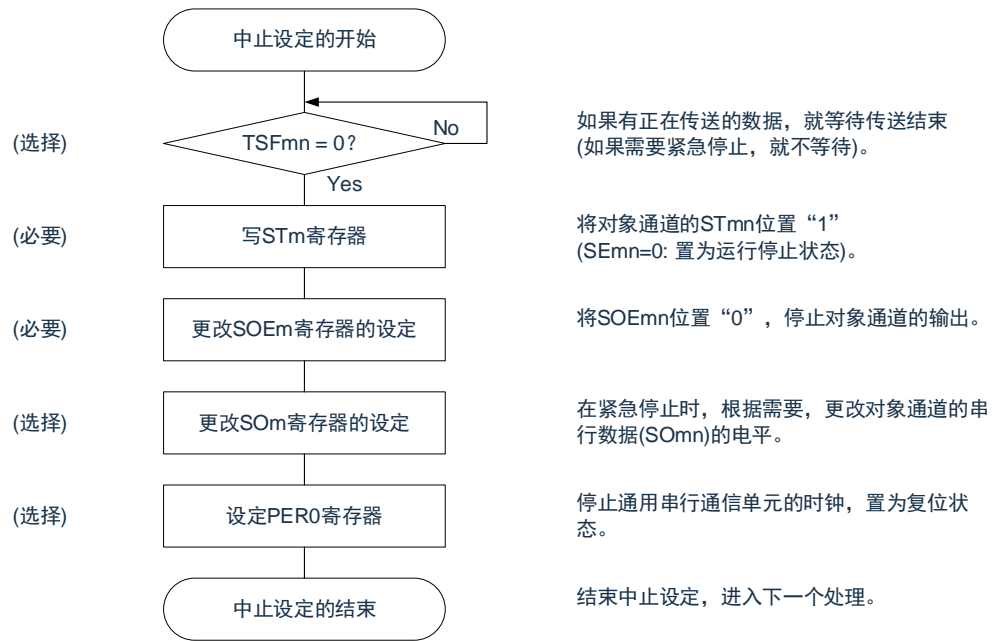 中止设定的开始
No
(选择)
TSFmn = 0?
如果有正在传送的数据，就等待传送结束
(如果需要紧急停止，就不等待)。
Yes
(必要)
写STm寄存器
将对象通道的STmn位置“1”
(SEmn=0: 置为运行停止状态)。
(必要)
更改SOEm寄存器的设定
将SOEmn位置“0”，停止对象通道的输出。
(选择)
更改SOm寄存器的设定
在紧急停止时，根据需要，更改对象通道的串
行数据(SOmn)的电平。
(选择)
设定PER0寄存器
停止通用串行通信单元的时钟，置为复位状
态。
中止设定的结束
结束中止设定，进入下一个处理。